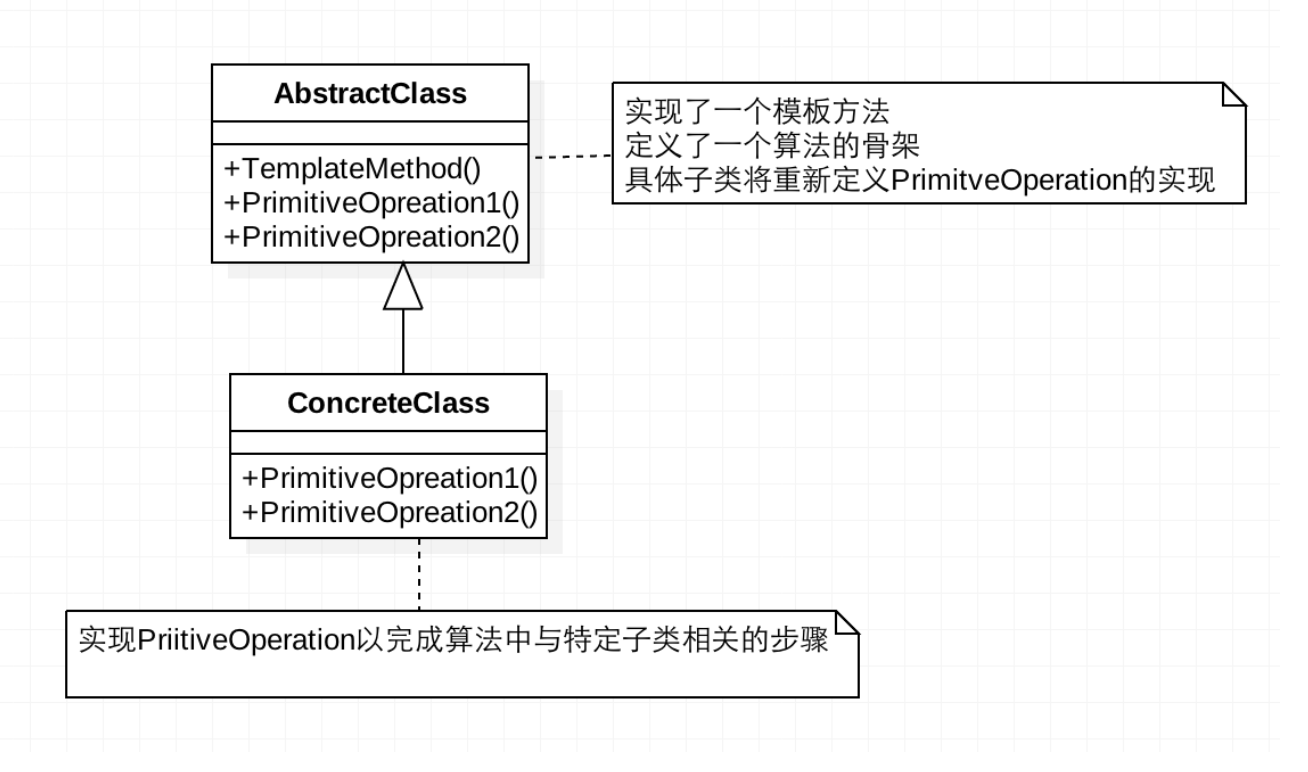 AbstractClass
+TemplateMethod()
+PrimitiveOpreation1()
+PrimitiveOpreation2()
实现了一个模板方法
定义了一个算法的骨架
具体子类将重新定义PrimitveOperation的实现
ConcreteClass
+PrimitiveOpreation1()
+PrimitiveOpreation2()
实现PriitiveOperation以完成算法中与特定子类相关的步骤